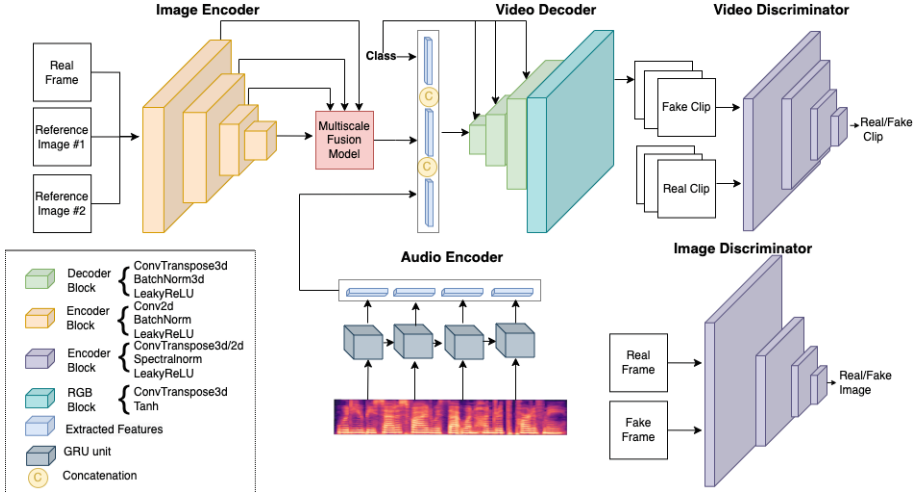 Image Encoder
Video Decoder
Video Discriminator
Real
Frame
Reference
Image #1
Reference
Image #2
Multiscale
Fusion
Model
Class
C
C
Fake Clip
Real Clip
Real/Fake
Clip
Audio Encoder
Image Discriminator
Real
Frame
Fake
Frame
Real/Fake
Image
Decoder
Block
{
ConvTranspose3d
BatchNorm3d
LeakyReLU
Encoder
Block
{
Conv2d
BatchNorm
LeakyReLU
Encoder
Block
{
ConvTranspose3d/2d
Spectralnorm
LeakyReLU
RGB
Block
{
ConvTranspose3d
Tanh
Extracted Features
GRU unit
C
Concatenation